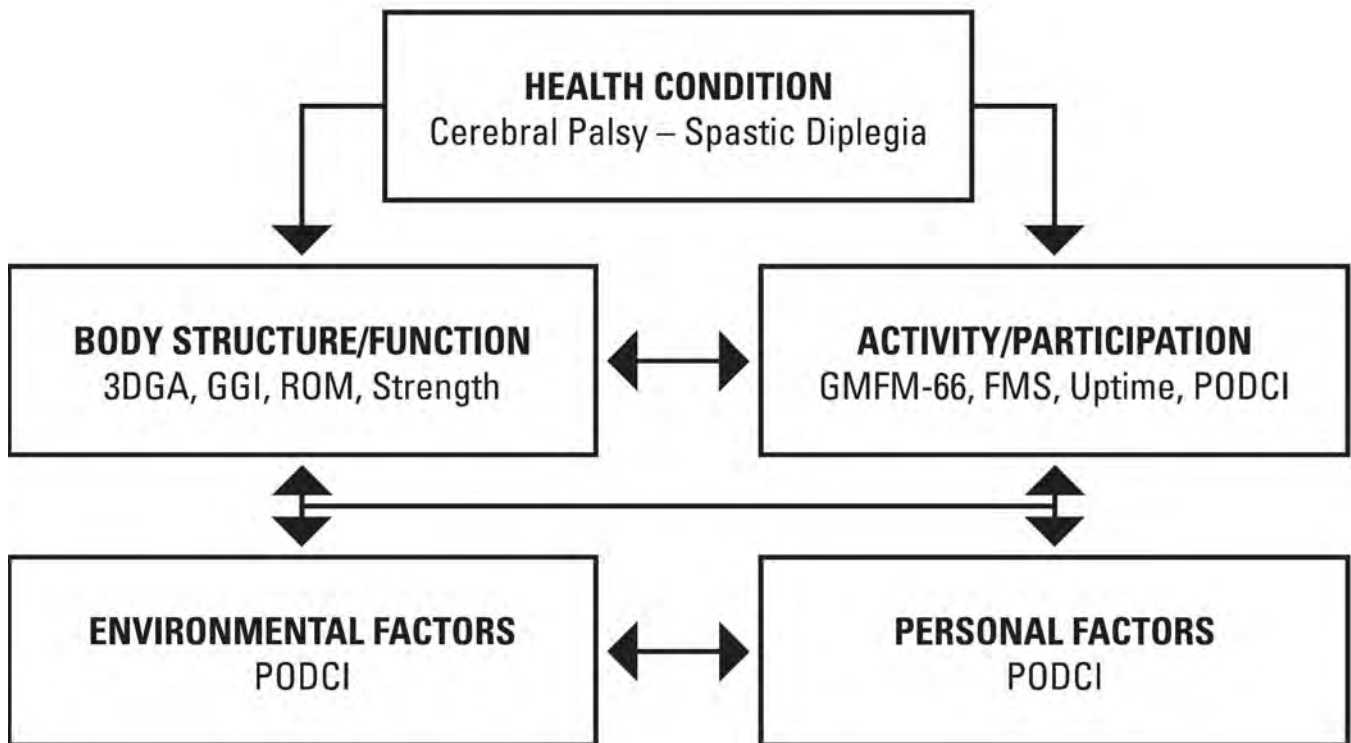 HEALTH CONDITION
Cerebral Palsy – Spastic Diplegia
BODY STRUCTURE/FUNCTION
3DGA, GGI, ROM, Strength
ACTIVITY/PARTICIPATION
GMFM-66, FMS, Uptime, PODCI
ENVIRONMENTAL FACTORS
PODCI
PERSONAL FACTORS
PODCI